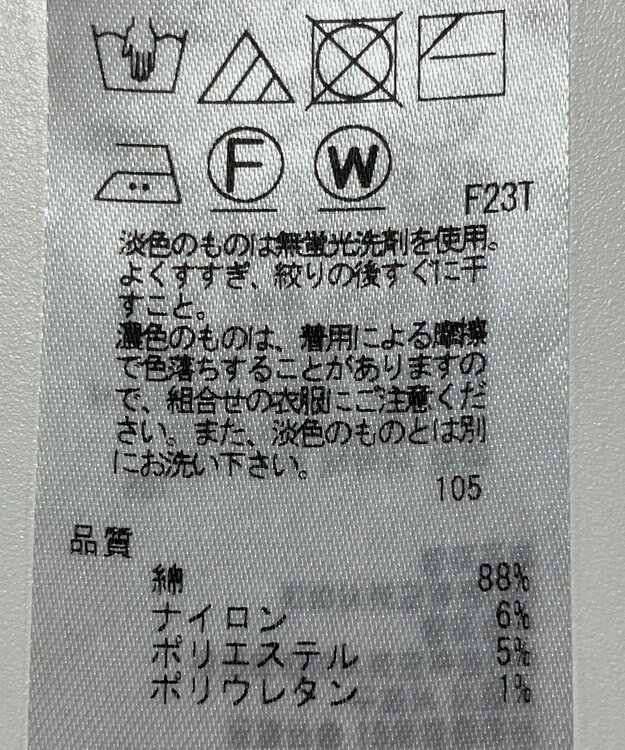 F
W
F23T
淡色のものは無蛍光洗剤を使用。
よくすすぎ、絞りの後すぐに干
すこと。
濃色のものは、着用による摩擦
で色落ちすることがありますの
で、組合せの衣服にご注意くだ
さい。また、淡色のものとは別
にお洗い下さい。
105
品質
綿 88%
ナイロン 6%
ポリエステル 5%
ポリウレタン 1%